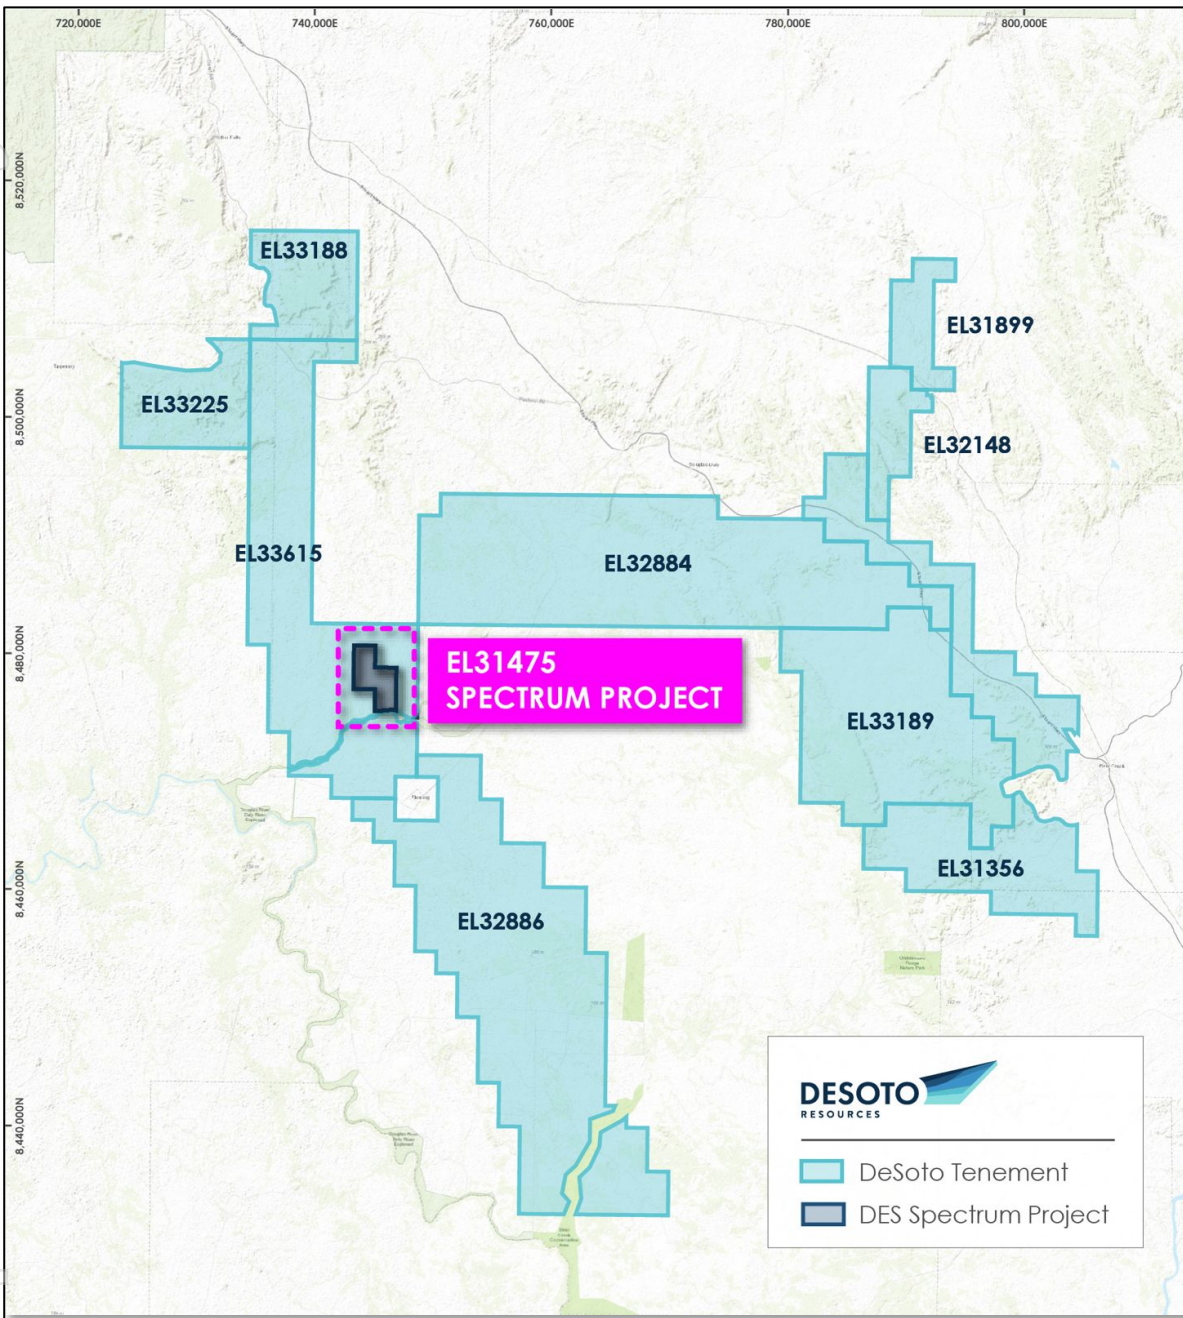 720,000E
740,000E
760,000E
780,000E
800,000E
8,520,000N
8,500,000N
8,480,000N
8,460,000N
8,440,000N
EL33188
EL31899
EL33225
EL32148
EL33615
EL32884
EL31475
SPECTRUM PROJECT
EL33189
EL31356
EL32886
DESOTO
RESOURCES
DeSoto Tenement
DES Spectrum Project